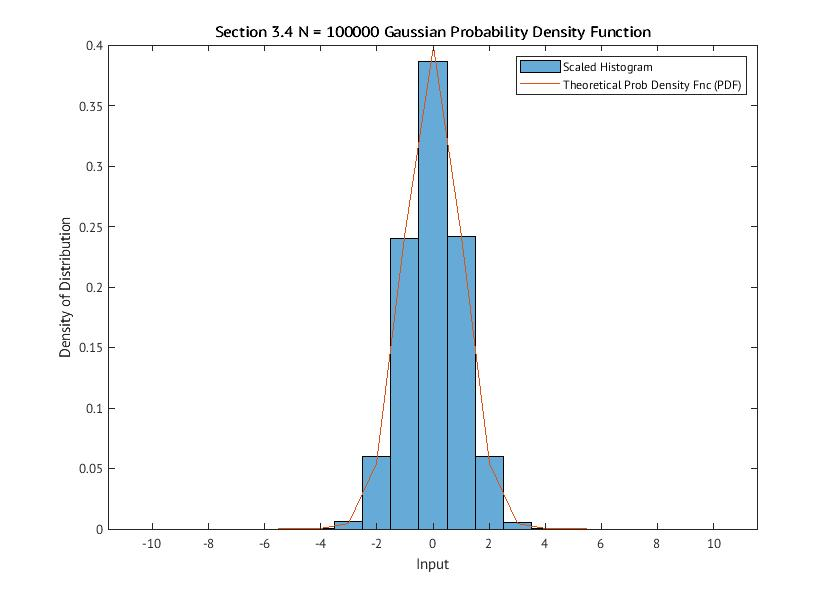 Section 3.4 N = 100000 Gaussian Probability Density Function
Scaled Histogram
Theoretical Prob Density Fnc (PDF)
0.4
0.35
0.3
0.25
0.2
0.15
0.1
0.05
0
Density of Distribution
-10 -8 -6 -4 -2 0 2 4 6 8 10
Input